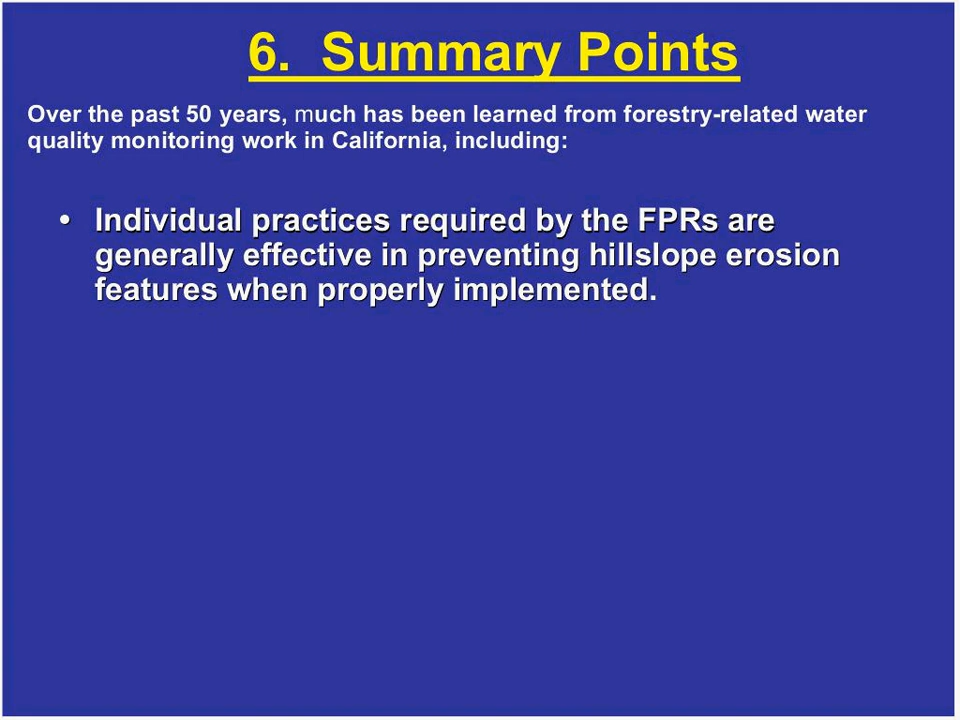 6.  Summary Points
Over the past 50 years, much has been learned from forestry-related water
quality monitoring work in California, including:
• Individual practices required by the FPRs are
generally effective in preventing hillslope erosion
features when properly implemented.